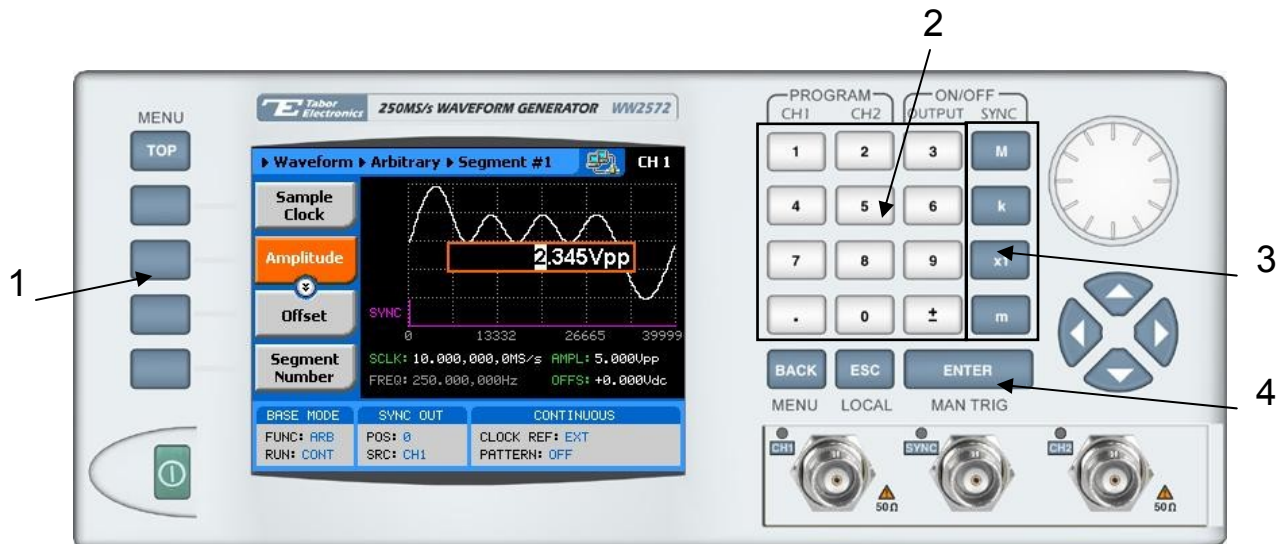 2
MENU
TOP
Tabor Electronics 250MS/s WAVEFORM GENERATOR WW2572
Waveform Arbitrary Segment #1 CH 1
Sample Clock
Amplitude
Offset
Segment Number
2.345Vpp
SYNC
0 13332 26665 39999
SCLK: 10.000,000,0MS/s AMPL: 5.000Vpp
FREQ: 250.000,000Hz OFFS: +0.000Vdc
BASE MODE SYNC OUT CONTINUOUS
FUNC: ARB POS: 0 CLOCK REF: EXT
RUN: CONT SRC: CH1 PATTERN: OFF
PROGRAM ON/OFF
CH1 CH2 OUTPUT SYNC
1 2 3 M
4 5 6 k
7 8 9 x1
. 0 ± m
BACK ESC ENTER
MENU LOCAL MAN TRIG
CH1 SYNC CH2
50Ω 50Ω
1
3
4